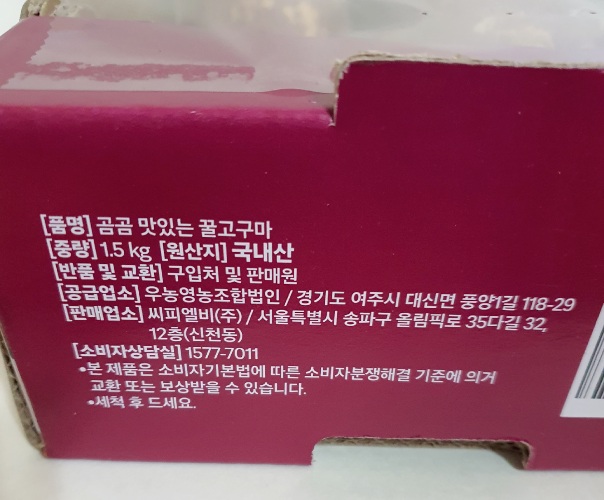 [품명] 곰곰 맛있는 꿀고구마
[중량] 1.5 kg [원산지] 국내산
[반품 및 교환] 구입처 및 판매원
[공급업소] 우농영농조합법인 / 경기도 여주시 대신면 풍양1길 118-29
[판매업소] 씨피엘비(주) / 서울특별시 송파구 올림픽로 35다길 32,
12층(신천동)
[소비자상담실] 1577-7011
•본 제품은 소비자기본법에 따른 소비자분쟁해결 기준에 의거
교환 또는 보상받을 수 있습니다.
•세척 후 드세요.